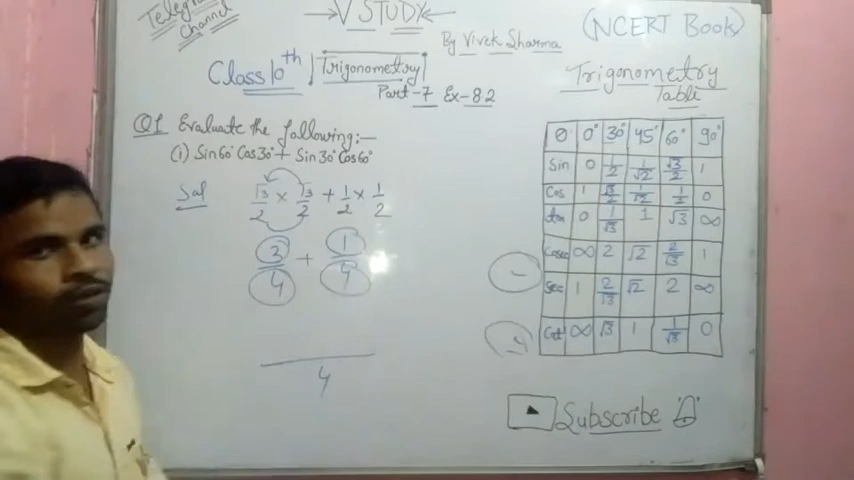 Telegram
Channel
V STUDY
By Vivek Sharma
(NCERT Book)
Class 10th
Trigonometry
Part-7 Ex-8.2
Trigonometry
Table
Q1 Evaluate the following:—
(1) Sin60° Cos30° + Sin30° Cos60°
Sol
√3/2 × √3/2 + 1/2 × 1/2
3/4 + 1/4
4
θ 0° 30° 45° 60° 90°
Sin 0 1/2 1/√2 √3/2 1
Cos 1 √3/2 1/√2 1/2 0
tan 0 1/√3 1 √3 ∞
Cosec ∞ 2 √2 2/√3 1
Sec 1 2/√3 √2 2 ∞
Cot ∞ √3 1 1/√3 0
Subscribe